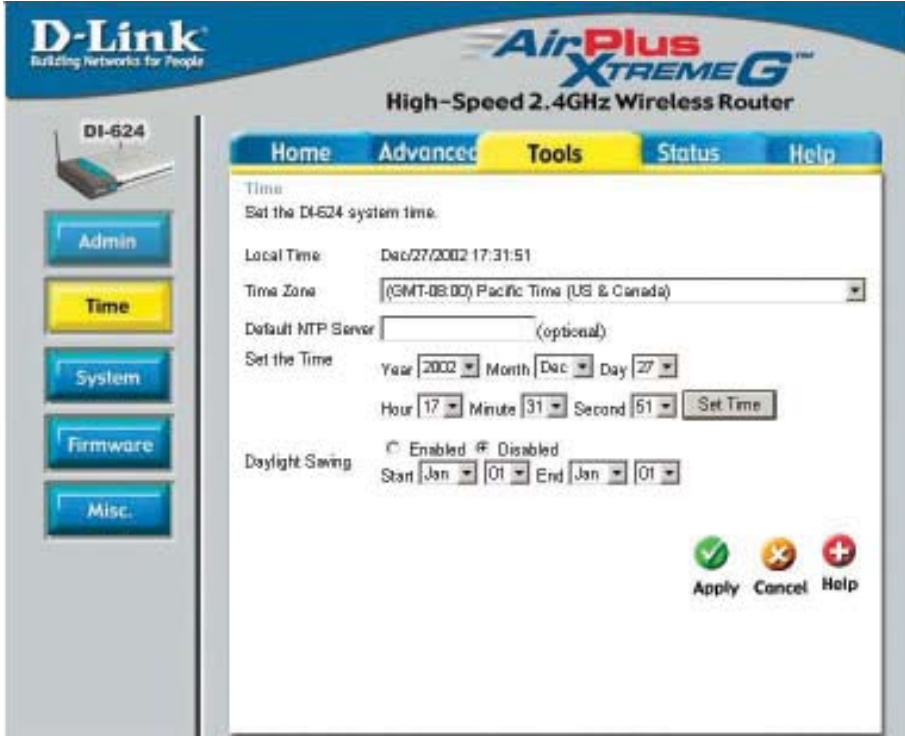 D-Link
Building Networks for People
AirPlus
XTREME G™
High-Speed 2.4GHz Wireless Router
DI-624
Home Advanced Tools Status Help
Admin
Time
System
Firmware
Misc.
Time
Set the DI-624 system time.
Local Time Dec/27/2002 17:31:51
Time Zone (GMT-08:00) Pacific Time (US & Canada)
Default NTP Server (optional)
Set the Time Year 2002 Month Dec Day 27
Hour 17 Minute 31 Second 51 Set Time
Daylight Saving Enabled Disabled
Start Jan 01 End Jan 01
Apply Cancel Help